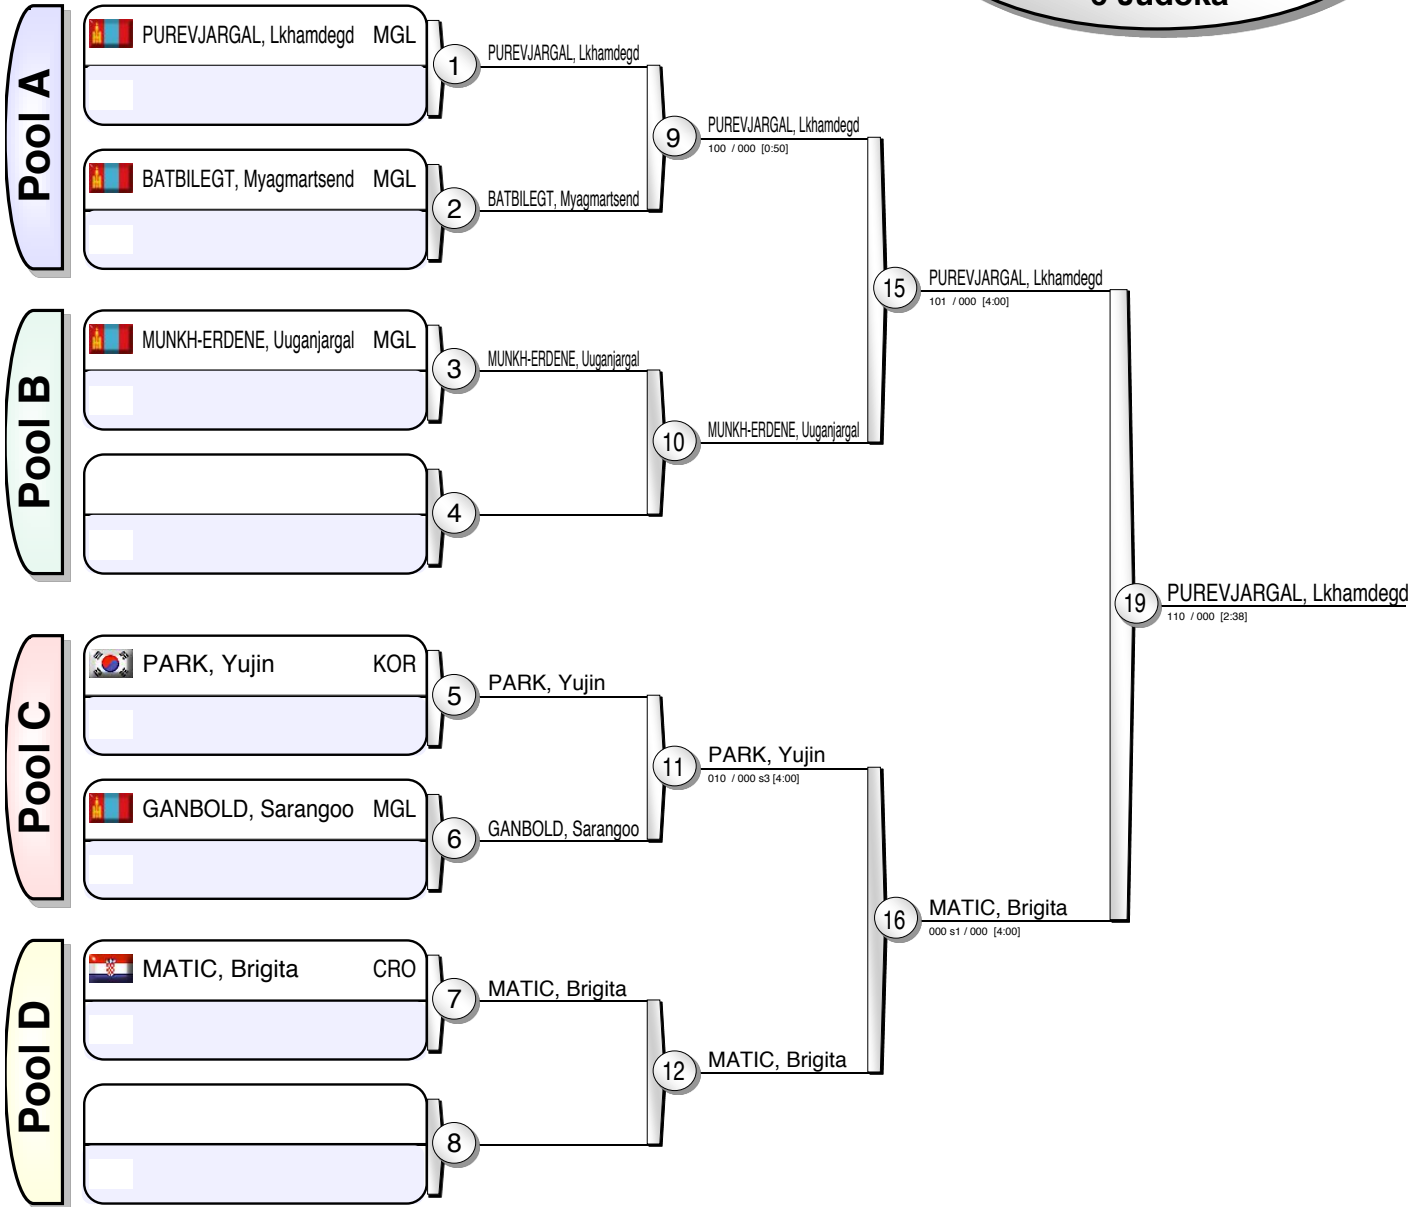 6 Judoka
Pool A
PUREVJARGAL, Lkhamdegd MGL
1
PUREVJARGAL, Lkhamdegd
BATBILEGT, Myagmartsend MGL
2
BATBILEGT, Myagmartsend
9
PUREVJARGAL, Lkhamdegd
100 / 000 [0:50]
Pool B
MUNKH-ERDENE, Uuganjargal MGL
3
MUNKH-ERDENE, Uuganjargal
4
10
MUNKH-ERDENE, Uuganjargal
15
PUREVJARGAL, Lkhamdegd
101 / 000 [4:00]
Pool C
PARK, Yujin KOR
5
PARK, Yujin
GANBOLD, Sarangoo MGL
6
GANBOLD, Sarangoo
11
PARK, Yujin
010 / 000 s3 [4:00]
Pool D
MATIC, Brigita CRO
7
MATIC, Brigita
8
12
MATIC, Brigita
16
MATIC, Brigita
000 s1 / 000 [4:00]
19
PUREVJARGAL, Lkhamdegd
110 / 000 [2:38]